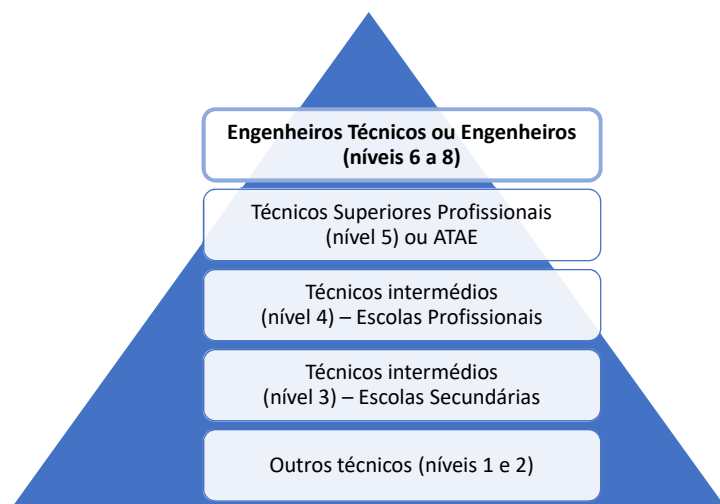 Engenheiros Técnicos ou Engenheiros
(níveis 6 a 8)
Técnicos Superiores Profissionais
(nível 5) ou ATAE
Técnicos intermédios
(nível 4) – Escolas Profissionais
Técnicos intermédios
(nível 3) – Escolas Secundárias
Outros técnicos (níveis 1 e 2)